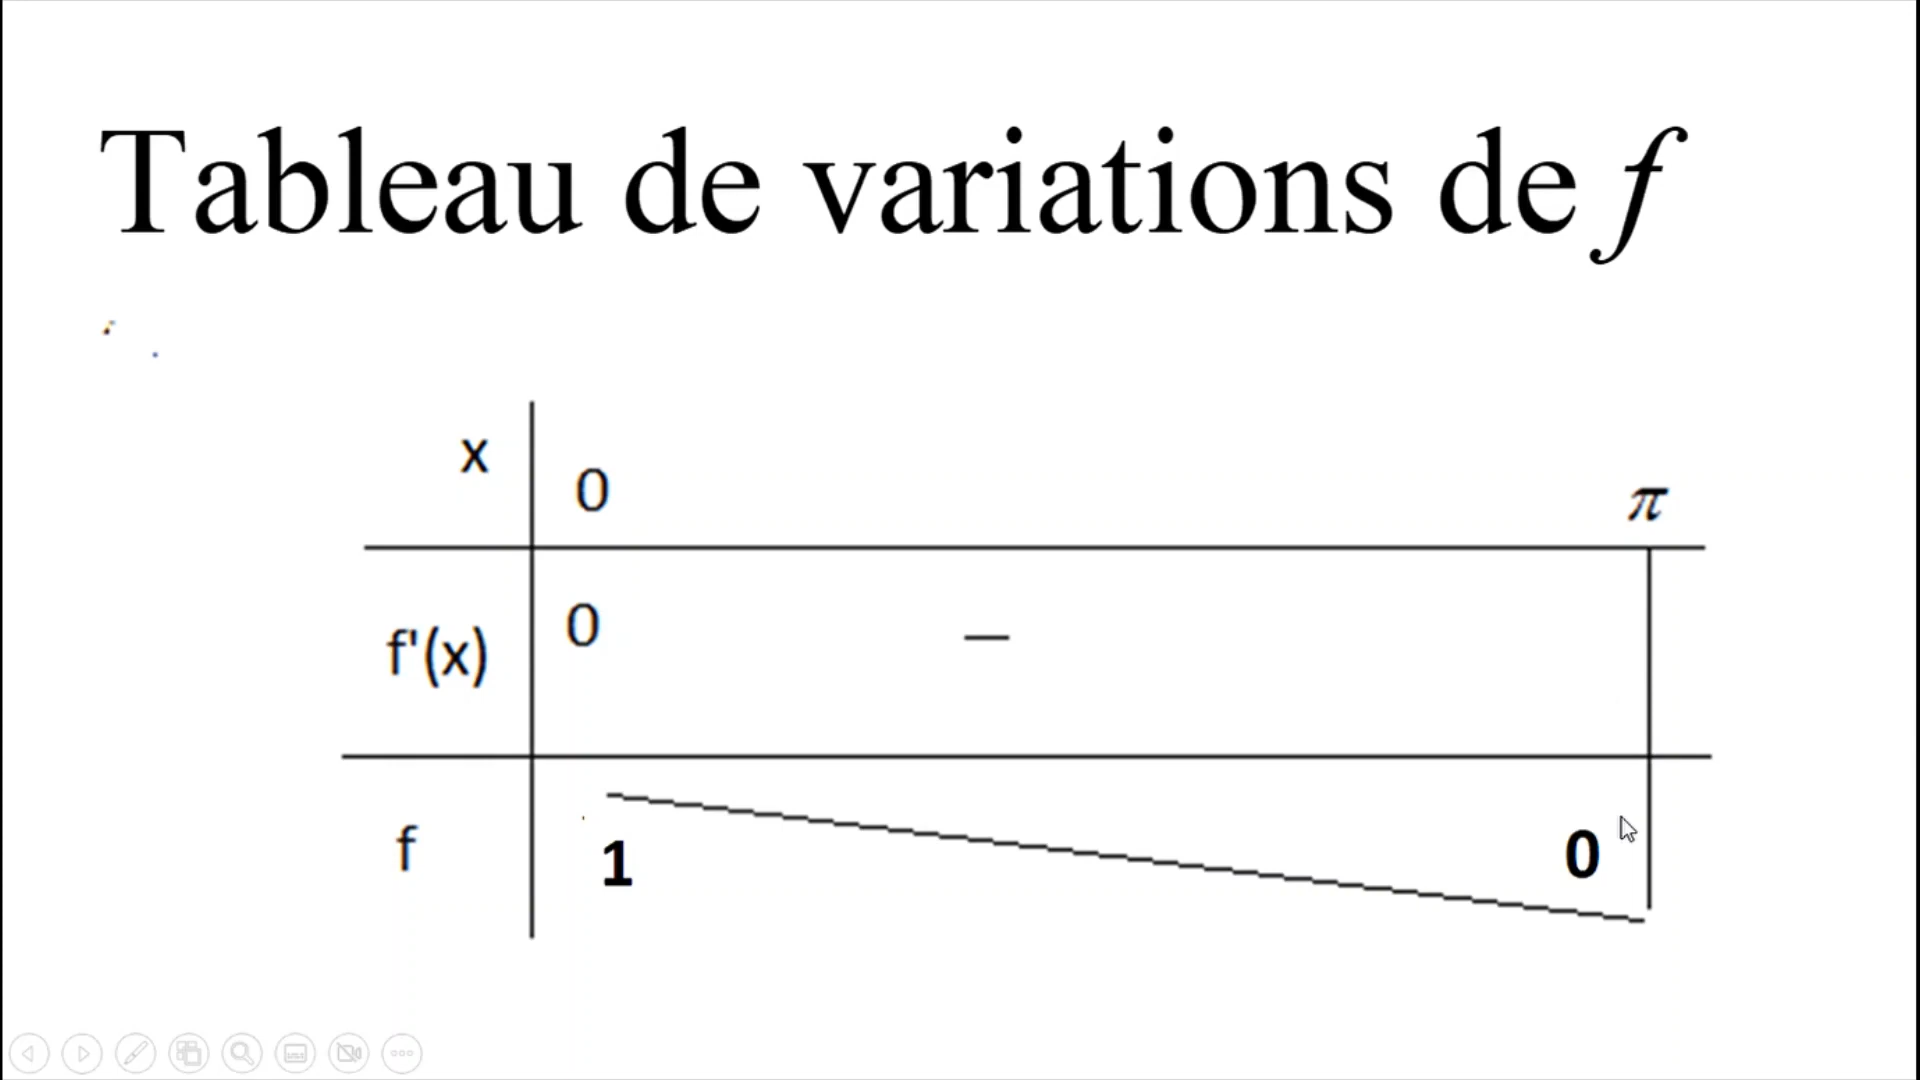 Tableau de variations de f
x 0 π
f'(x) 0 –
f 1 0